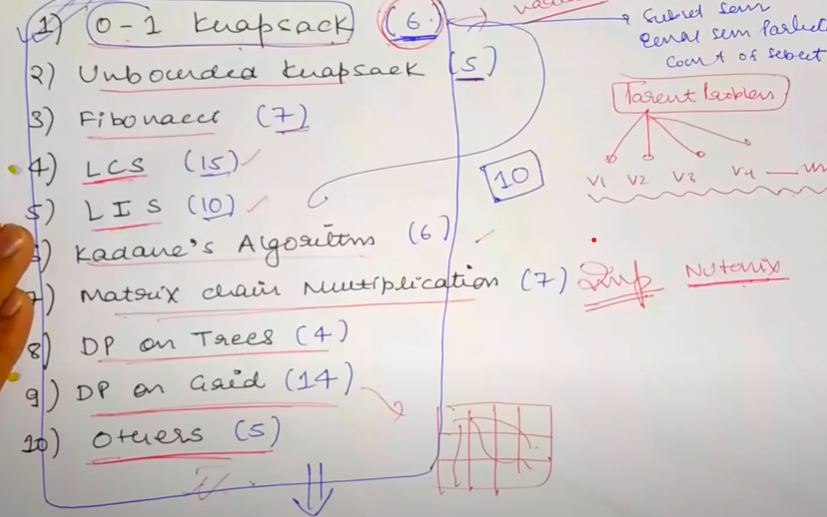 1) 0-1 Knapsack (6)
2) Unbounded Knapsack (5)
3) Fibonacci (7)
4) LCS (15)
5) LIS (10)
6) Kadane's Algorithm (6)
7) Matrix chain Multiplication (7) Imp Nutanix
8) DP on Trees (4)
9) DP on Grid (14)
10) Others (5)
Subset sum
Equal sum Partiti
Count of subset
Parent Problem
V1 V2 V3 V4
10